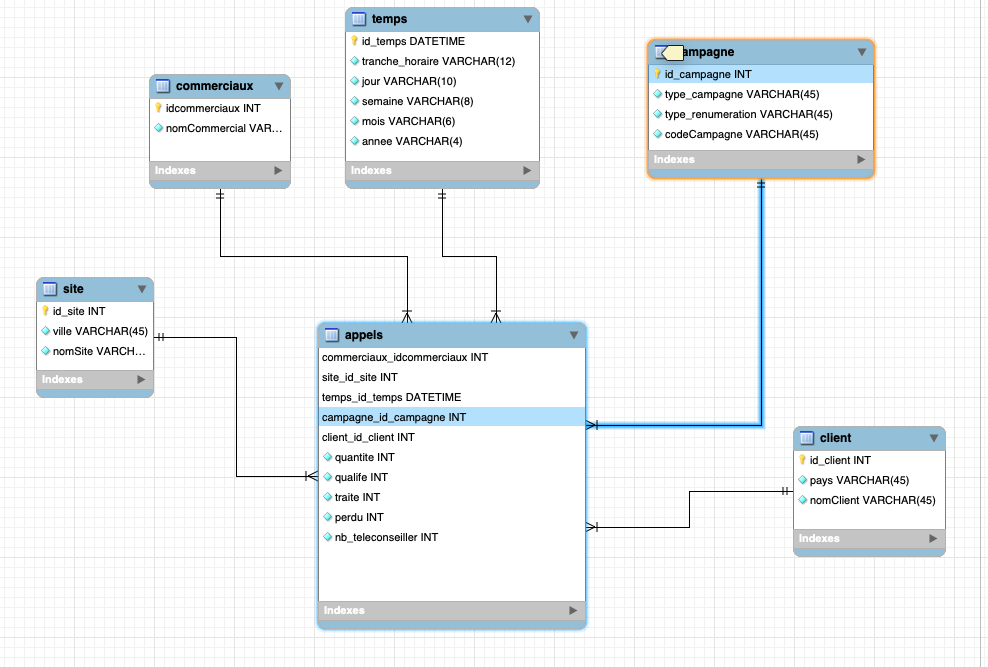 temps
id_temps DATETIME
tranche_horaire VARCHAR(12)
jour VARCHAR(10)
semaine VARCHAR(8)
mois VARCHAR(6)
annee VARCHAR(4)
Indexes
ampagne
id_campagne INT
type_campagne VARCHAR(45)
type_renumeration VARCHAR(45)
codeCampagne VARCHAR(45)
Indexes
commerciaux
idcommerciaux INT
nomCommercial VAR...
Indexes
site
id_site INT
ville VARCHAR(45)
nomSite VARCH...
Indexes
appels
commerciaux_idcommerciaux INT
site_id_site INT
temps_id_temps DATETIME
campagne_id_campagne INT
client_id_client INT
quantite INT
qualife INT
traite INT
perdu INT
nb_teleconseiller INT
Indexes
client
id_client INT
pays VARCHAR(45)
nomClient VARCHAR(45)
Indexes